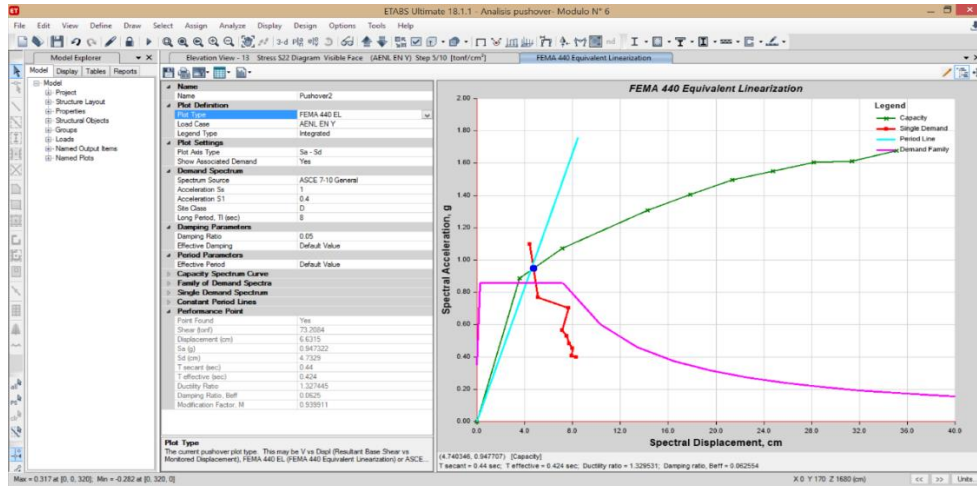 ETABS Ultimate 18.1.1 - Analisis pushover- Modulo N° 6
File Edit View Define Draw Select Assign Analyze Display Design Options Tools Help
Model Explorer
Elevation View - 13 Stress S22 Diagram Visible Face (AENL EN Y) Step 5/10 [tonf/cm²]
FEMA 440 Equivalent Linearization
Model Display Tables Reports
Model
Project
Structure Layout
Properties
Structural Objects
Groups
Loads
Named Output Items
Named Plots
Name
Name Pushover2
Plot Definition
Plot Type FEMA 440 EL
Load Case AENL EN Y
Legend Type Integrated
Plot Settings
Plot Axis Type Sa - Sd
Show Associated Demand Yes
Demand Spectrum
Spectrum Source ASCE 7-10 General
Acceleration Ss 1
Acceleration S1 0.4
Site Class D
Long Period, Tl (sec) 8
Damping Parameters
Damping Ratio 0.05
Effective Damping Default Value
Period Parameters
Effective Period Default Value
Capacity Spectrum Curve
Family of Demand Spectra
Single Demand Spectrum
Constant Period Lines
Performance Point
Point Found Yes
Shear (tonf) 73.2084
Displacement (cm) 6.6315
Sa (g) 0.947322
Sd (cm) 4.7329
T secant (sec) 0.44
T effective (sec) 0.424
Ductility Ratio 1.327445
Damping Ratio, Beff 0.0625
Modification Factor, M 0.939911
Plot Type
The current pushover plot type. This may be V vs Displ (Resultant Base Shear vs
Monitored Displacement), FEMA 440 EL (FEMA 440 Equivalent Linearization) or ASCE...
FEMA 440 Equivalent Linearization
Legend
Capacity
Single Demand
Period Line
Demand Family
Spectral Acceleration, g
2.00
1.80
1.60
1.40
1.20
1.00
0.80
0.60
0.40
0.20
0.00
0.0 4.0 8.0 12.0 16.0 20.0 24.0 28.0 32.0 36.0 40.0
Spectral Displacement, cm
(4.740346, 0.947707) [Capacity]
T secant = 0.44 sec; T effective = 0.424 sec; Ductility ratio = 1.329531; Damping ratio, Beff = 0.062554
Max = 0.317 at [0, 0, 320]; Min = -0.282 at [0, 320, 0]
X 0 Y 170 Z 1680 (cm)
Units...